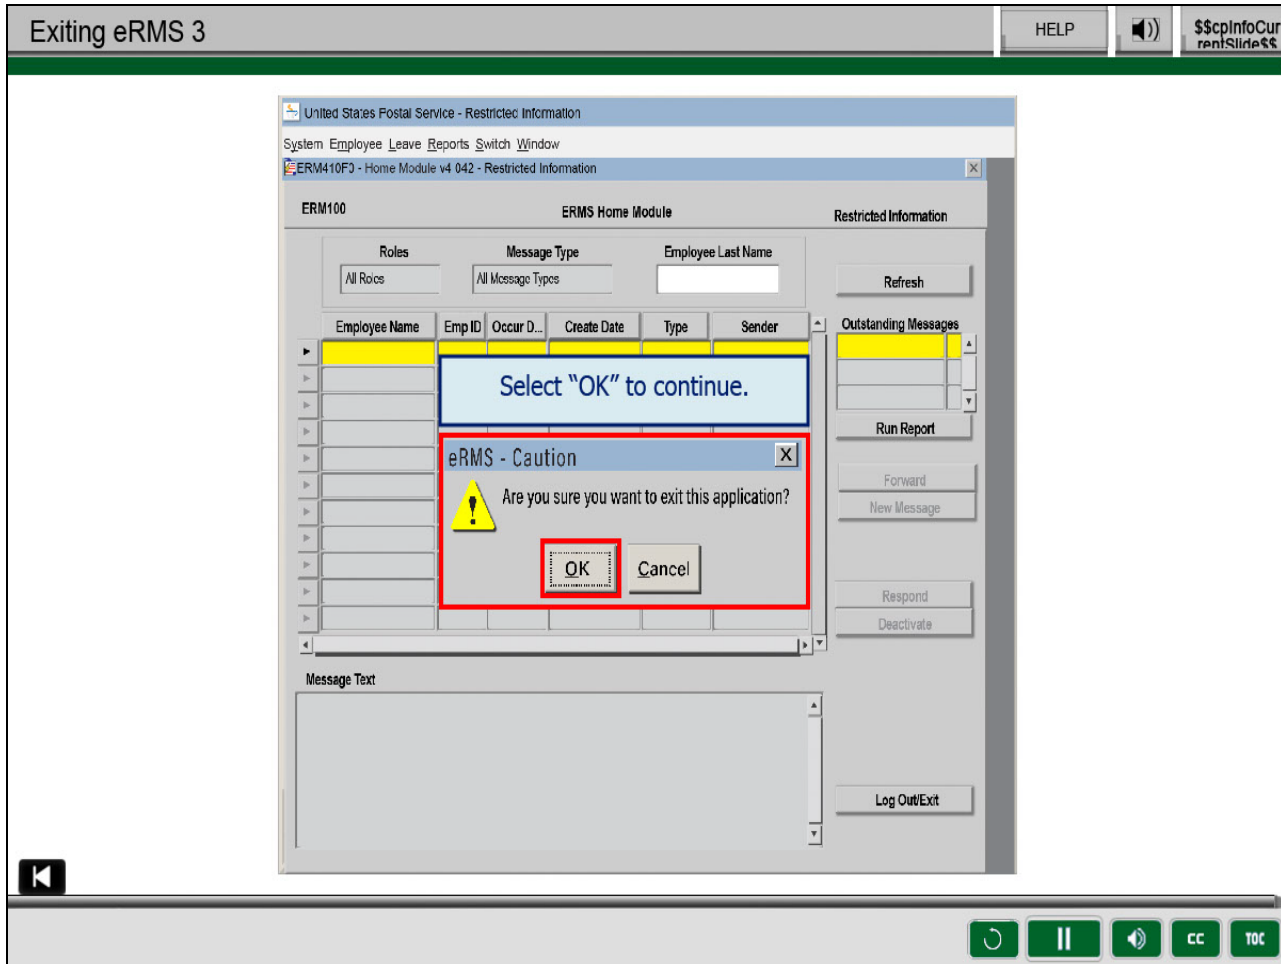 Exiting eRMS 3
HELP
$$cpInfoCur
rentSlide$$
United States Postal Service - Restricted Information
System Employee Leave Reports Switch Window
ERM410F0 - Home Module v4 042 - Restricted Information
X
ERM100
ERMS Home Module
Restricted Information
Roles
Message Type
Employee Last Name
All Roles
All Message Types
Refresh
Employee Name
Emp ID
Occur D...
Create Date
Type
Sender
Outstanding Messages
Select “OK” to continue.
Run Report
eRMS - Caution
X
Are you sure you want to exit this application?
Forward
New Message
OK
Cancel
Respond
Deactivate
Message Text
Log Out/Exit
CC
TOC